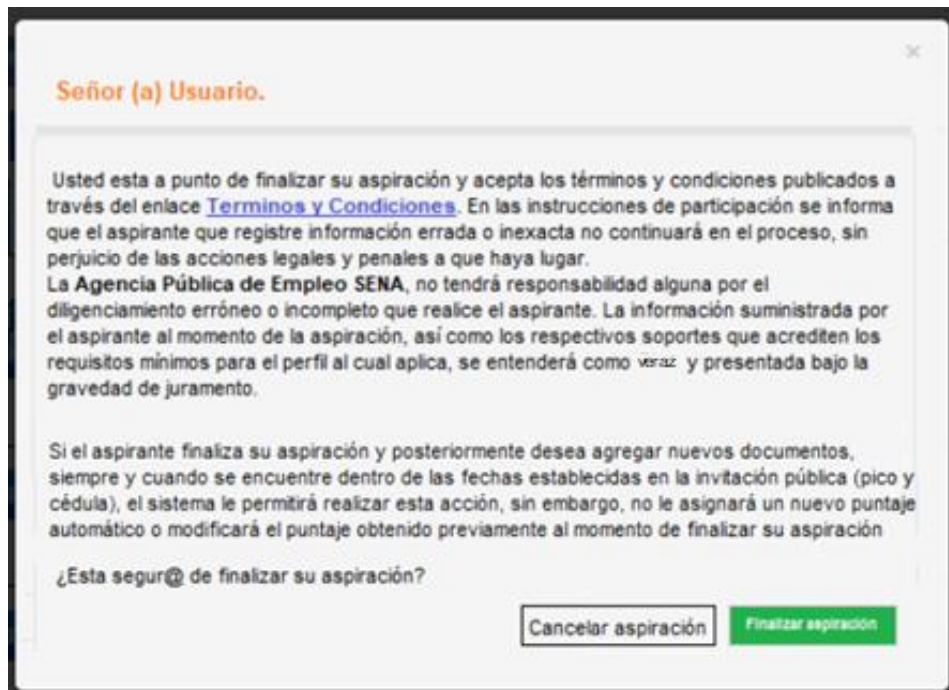 ×
Señor (a) Usuario.
Usted esta a punto de finalizar su aspiración y acepta los términos y condiciones publicados a
través del enlace Terminos y Condiciones. En las instrucciones de participación se informa
que el aspirante que registre información errada o inexacta no continuará en el proceso, sin
perjuicio de las acciones legales y penales a que haya lugar.
La Agencia Pública de Empleo SENA, no tendrá responsabilidad alguna por el
diligenciamiento erróneo o incompleto que realice el aspirante. La información suministrada por
el aspirante al momento de la aspiración, así como los respectivos soportes que acrediten los
requisitos mínimos para el perfil al cual aplica, se entenderá como veraz y presentada bajo la
gravedad de juramento.
Si el aspirante finaliza su aspiración y posteriormente desea agregar nuevos documentos,
siempre y cuando se encuentre dentro de las fechas establecidas en la invitación pública (pico y
cédula), el sistema le permitirá realizar esta acción, sin embargo, no le asignará un nuevo puntaje
automático o modificará el puntaje obtenido previamente al momento de finalizar su aspiración
¿Esta segur@ de finalizar su aspiración?
Cancelar aspiración Finalizar aspiración